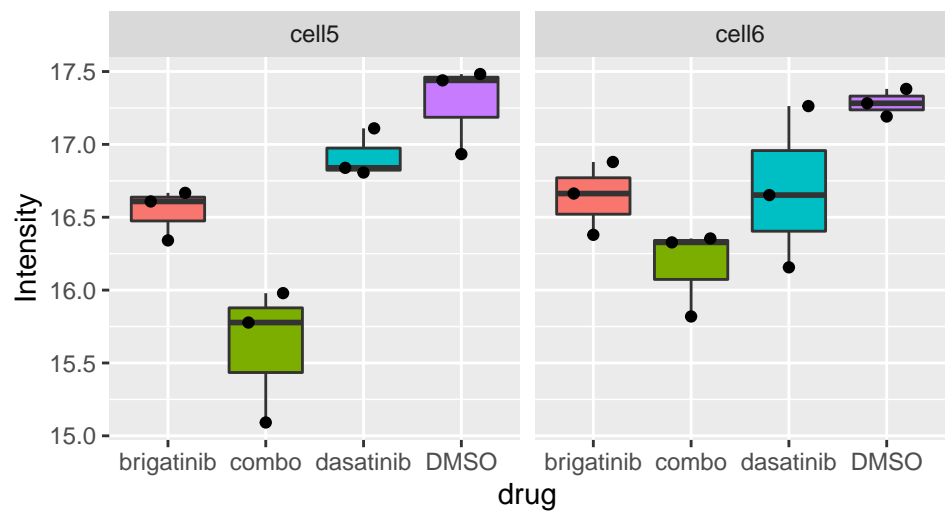 cell5 cell6
17.5
17.0
16.5
16.0
15.5
15.0
Intensity
brigatinib combo dasatinib DMSO brigatinib combo dasatinib DMSO
drug